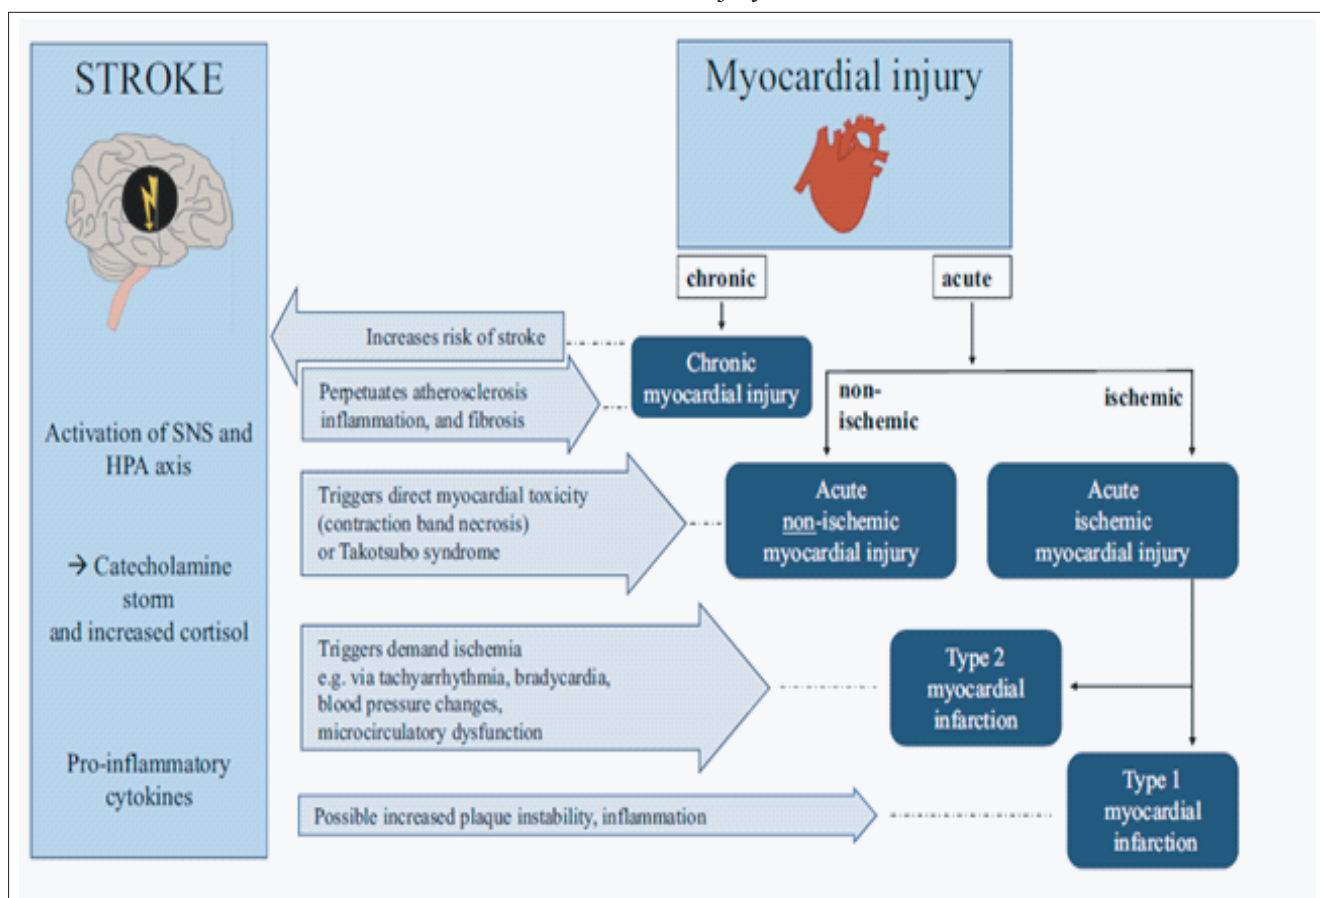 STROKE
Activation of SNS and
HPA axis
→ Catecholamine
storm
and increased cortisol
Pro-inflammatory
cytokines
Myocardial injury
chronic
acute
Increases risk of stroke
Perpetuates atherosclerosis
inflammation, and fibrosis
Chronic
myocardial injury
non-
ischemic
ischemic
Triggers direct myocardial toxicity
(contraction band necrosis)
or Takotsubo syndrome
Acute
non-ischemic
myocardial injury
Acute
ischemic
myocardial injury
Triggers demand ischemia
e.g. via tachyarrhythmia, bradycardia,
blood pressure changes,
microcirculatory dysfunction
Type 2
myocardial
infarction
Possible increased plaque instability, inflammation
Type 1
myocardial
infarction